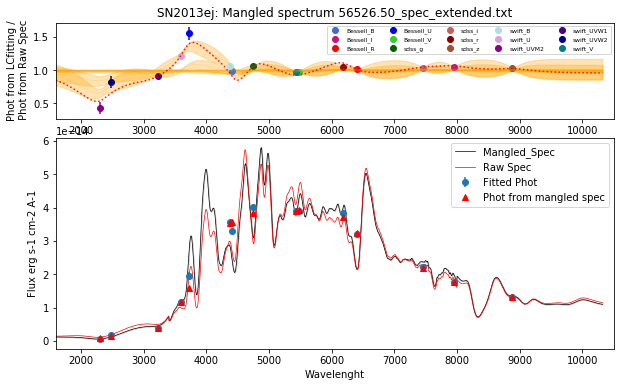 SN2013ej: Mangled spectrum 56526.50_spec_extended.txt
Phot from LCfitting /
Phot from Raw Spec
1.5
1.0
0.5
Bessell_B
Bessell_I
Bessell_R
Bessell_U
Bessell_V
sdss_g
sdss_i
sdss_r
sdss_z
swift_B
swift_U
swift_UVM2
swift_UVW1
swift_UVW2
swift_V
2000 3000 4000 5000 6000 7000 8000 9000 10000
1e−14
Flux erg s-1 cm-2 A-1
6
5
4
3
2
1
0
Mangled_Spec
Raw Spec
Fitted Phot
Phot from mangled spec
2000 3000 4000 5000 6000 7000 8000 9000 10000
Wavelenght